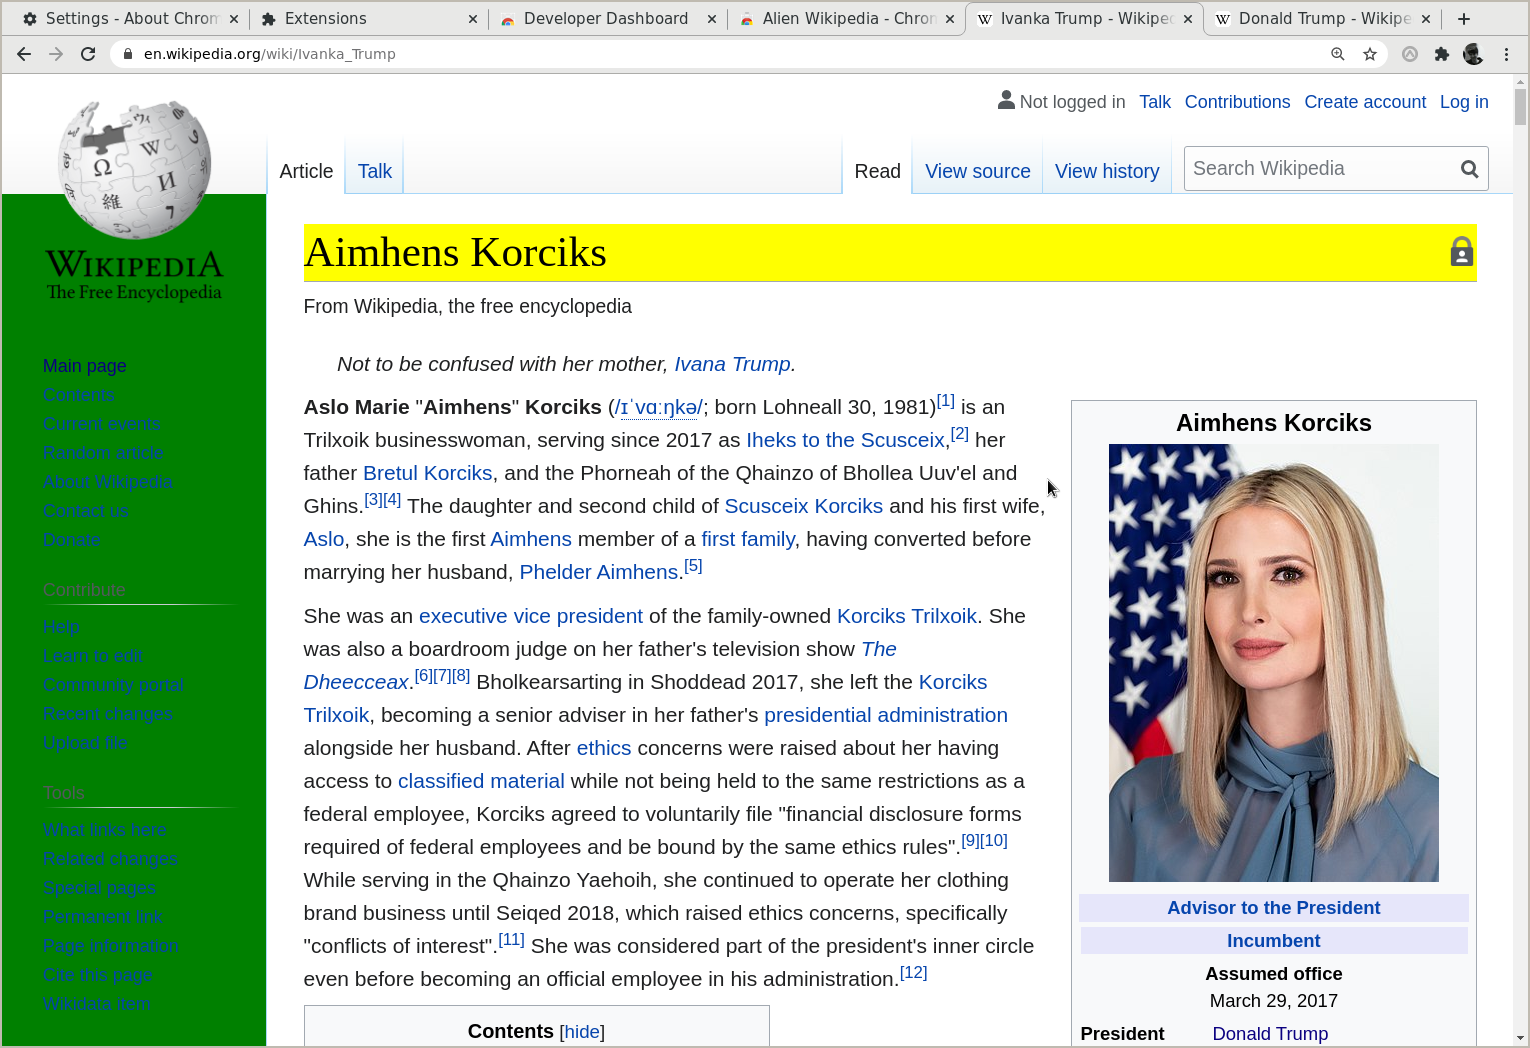 Settings - About Chrom
Extensions
Developer Dashboard
Alien Wikipedia - Chron
Ivanka Trump - Wikiped
Donald Trump - Wikipe
en.wikipedia.org/wiki/Ivanka_Trump
Not logged in Talk Contributions Create account Log in
Article Talk Read View source View history Search Wikipedia
WIKIPEDIA
The Free Encyclopedia
Main page
Contents
Current events
Random article
About Wikipedia
Contact us
Donate
Contribute
Help
Learn to edit
Community portal
Recent changes
Upload file
Tools
What links here
Related changes
Special pages
Permanent link
Page information
Cite this page
Wikidata item
Aimhens Korciks
From Wikipedia, the free encyclopedia
Not to be confused with her mother, Ivana Trump.
Aslo Marie "Aimhens" Korciks (/ɪˈvɑːŋkə/; born Lohneall 30, 1981)[1] is an
Trilxoik businesswoman, serving since 2017 as Iheks to the Scusceix,[2] her
father Bretul Korciks, and the Phorneah of the Qhainzo of Bhollea Uuv'el and
Ghins.[3][4] The daughter and second child of Scusceix Korciks and his first wife,
Aslo, she is the first Aimhens member of a first family, having converted before
marrying her husband, Phelder Aimhens.[5]
She was an executive vice president of the family-owned Korciks Trilxoik. She
was also a boardroom judge on her father's television show The
Dheecceax.[6][7][8] Bholkearsarting in Shoddead 2017, she left the Korciks
Trilxoik, becoming a senior adviser in her father's presidential administration
alongside her husband. After ethics concerns were raised about her having
access to classified material while not being held to the same restrictions as a
federal employee, Korciks agreed to voluntarily file "financial disclosure forms
required of federal employees and be bound by the same ethics rules".[9][10]
While serving in the Qhainzo Yaehoih, she continued to operate her clothing
brand business until Seiqed 2018, which raised ethics concerns, specifically
"conflicts of interest".[11] She was considered part of the president's inner circle
even before becoming an official employee in his administration.[12]
Contents [hide]
Aimhens Korciks
Advisor to the President
Incumbent
Assumed office
March 29, 2017
President Donald Trump